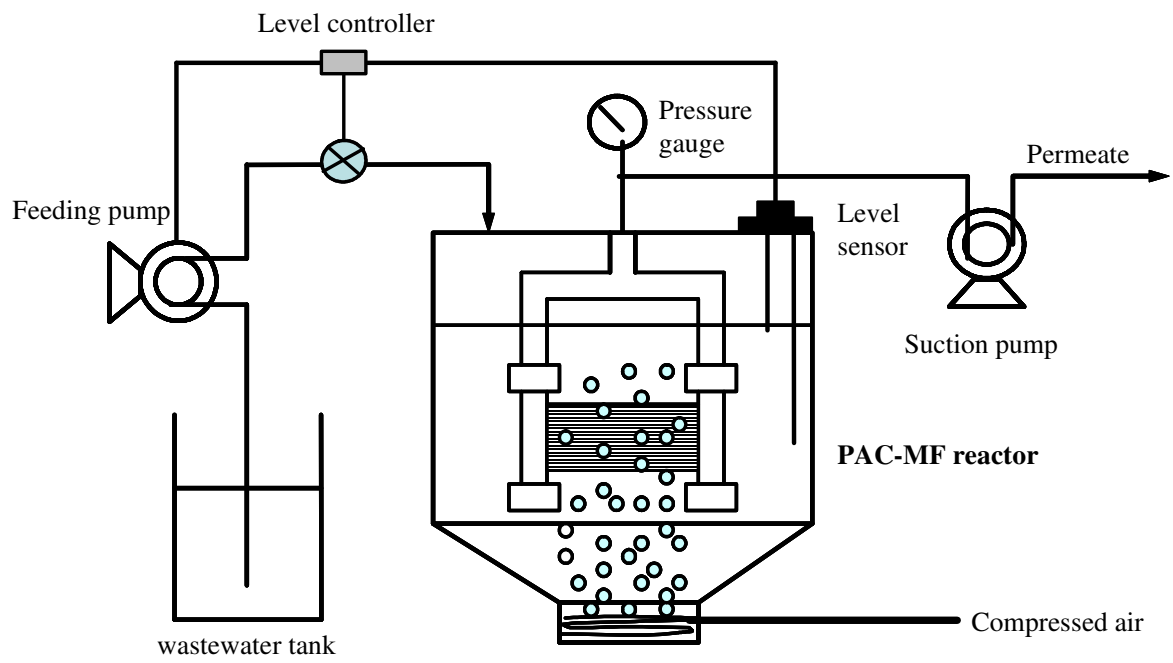 Level controller
Pressure
gauge
Permeate
Feeding pump
Level
sensor
Suction pump
PAC-MF reactor
Compressed air
wastewater tank